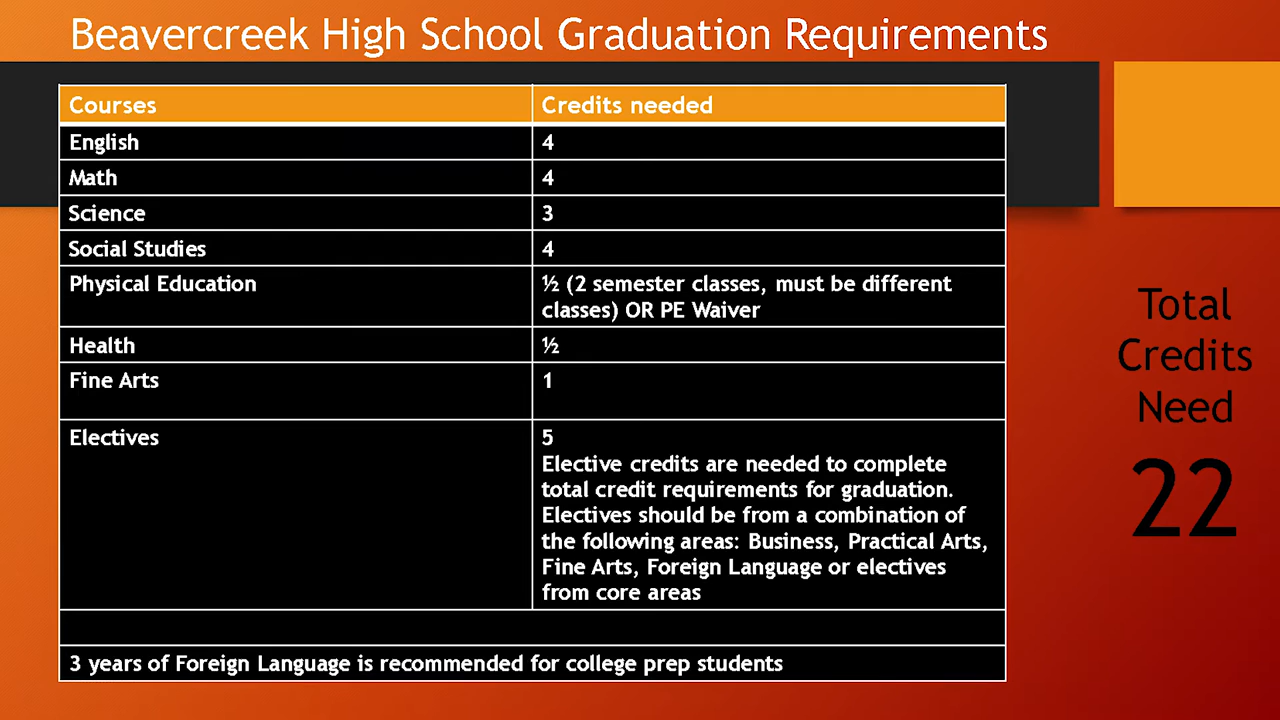 Beavercreek High School Graduation Requirements
Courses
Credits needed
English
4
Math
4
Science
3
Social Studies
4
Physical Education
½ (2 semester classes, must be different
classes) OR PE Waiver
Health
½
Fine Arts
1
Electives
5
Elective credits are needed to complete
total credit requirements for graduation.
Electives should be from a combination of
the following areas: Business, Practical Arts,
Fine Arts, Foreign Language or electives
from core areas
3 years of Foreign Language is recommended for college prep students
Total
Credits
Need
22